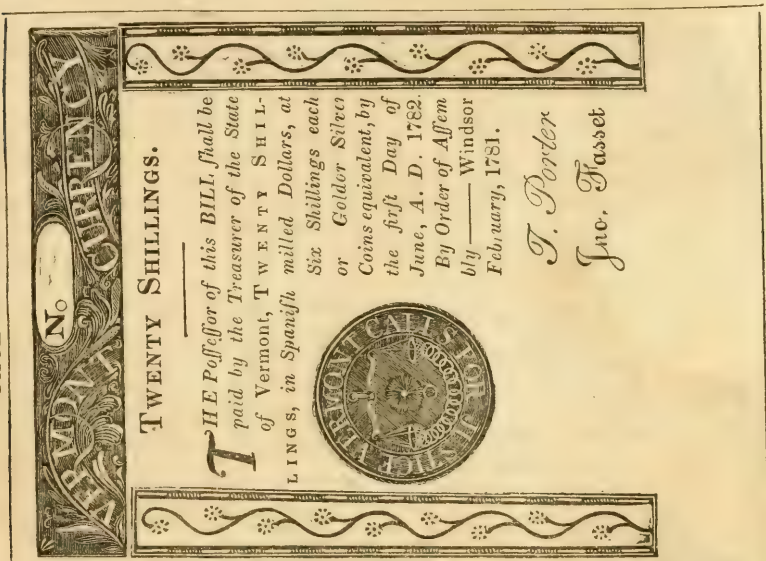 VERMONT No CURRENCY
TWENTY SHILLINGS.
THE Poſſeſſor of this BILL ſhall be
paid by the Treasurer of the State
of Vermont, TWENTY SHIL-
LINGS, in Spaniſh milled Dollars, at
Six Shillings each
or Goldor Silver
Coins equivalent, by
the firſt Day of
June, A. D. 1782.
By Order of Aſſem
bly —— Windsor
February, 1781.
VERMONT CALLS FOR JUSTICE
T. Porter
Jno. Fasset